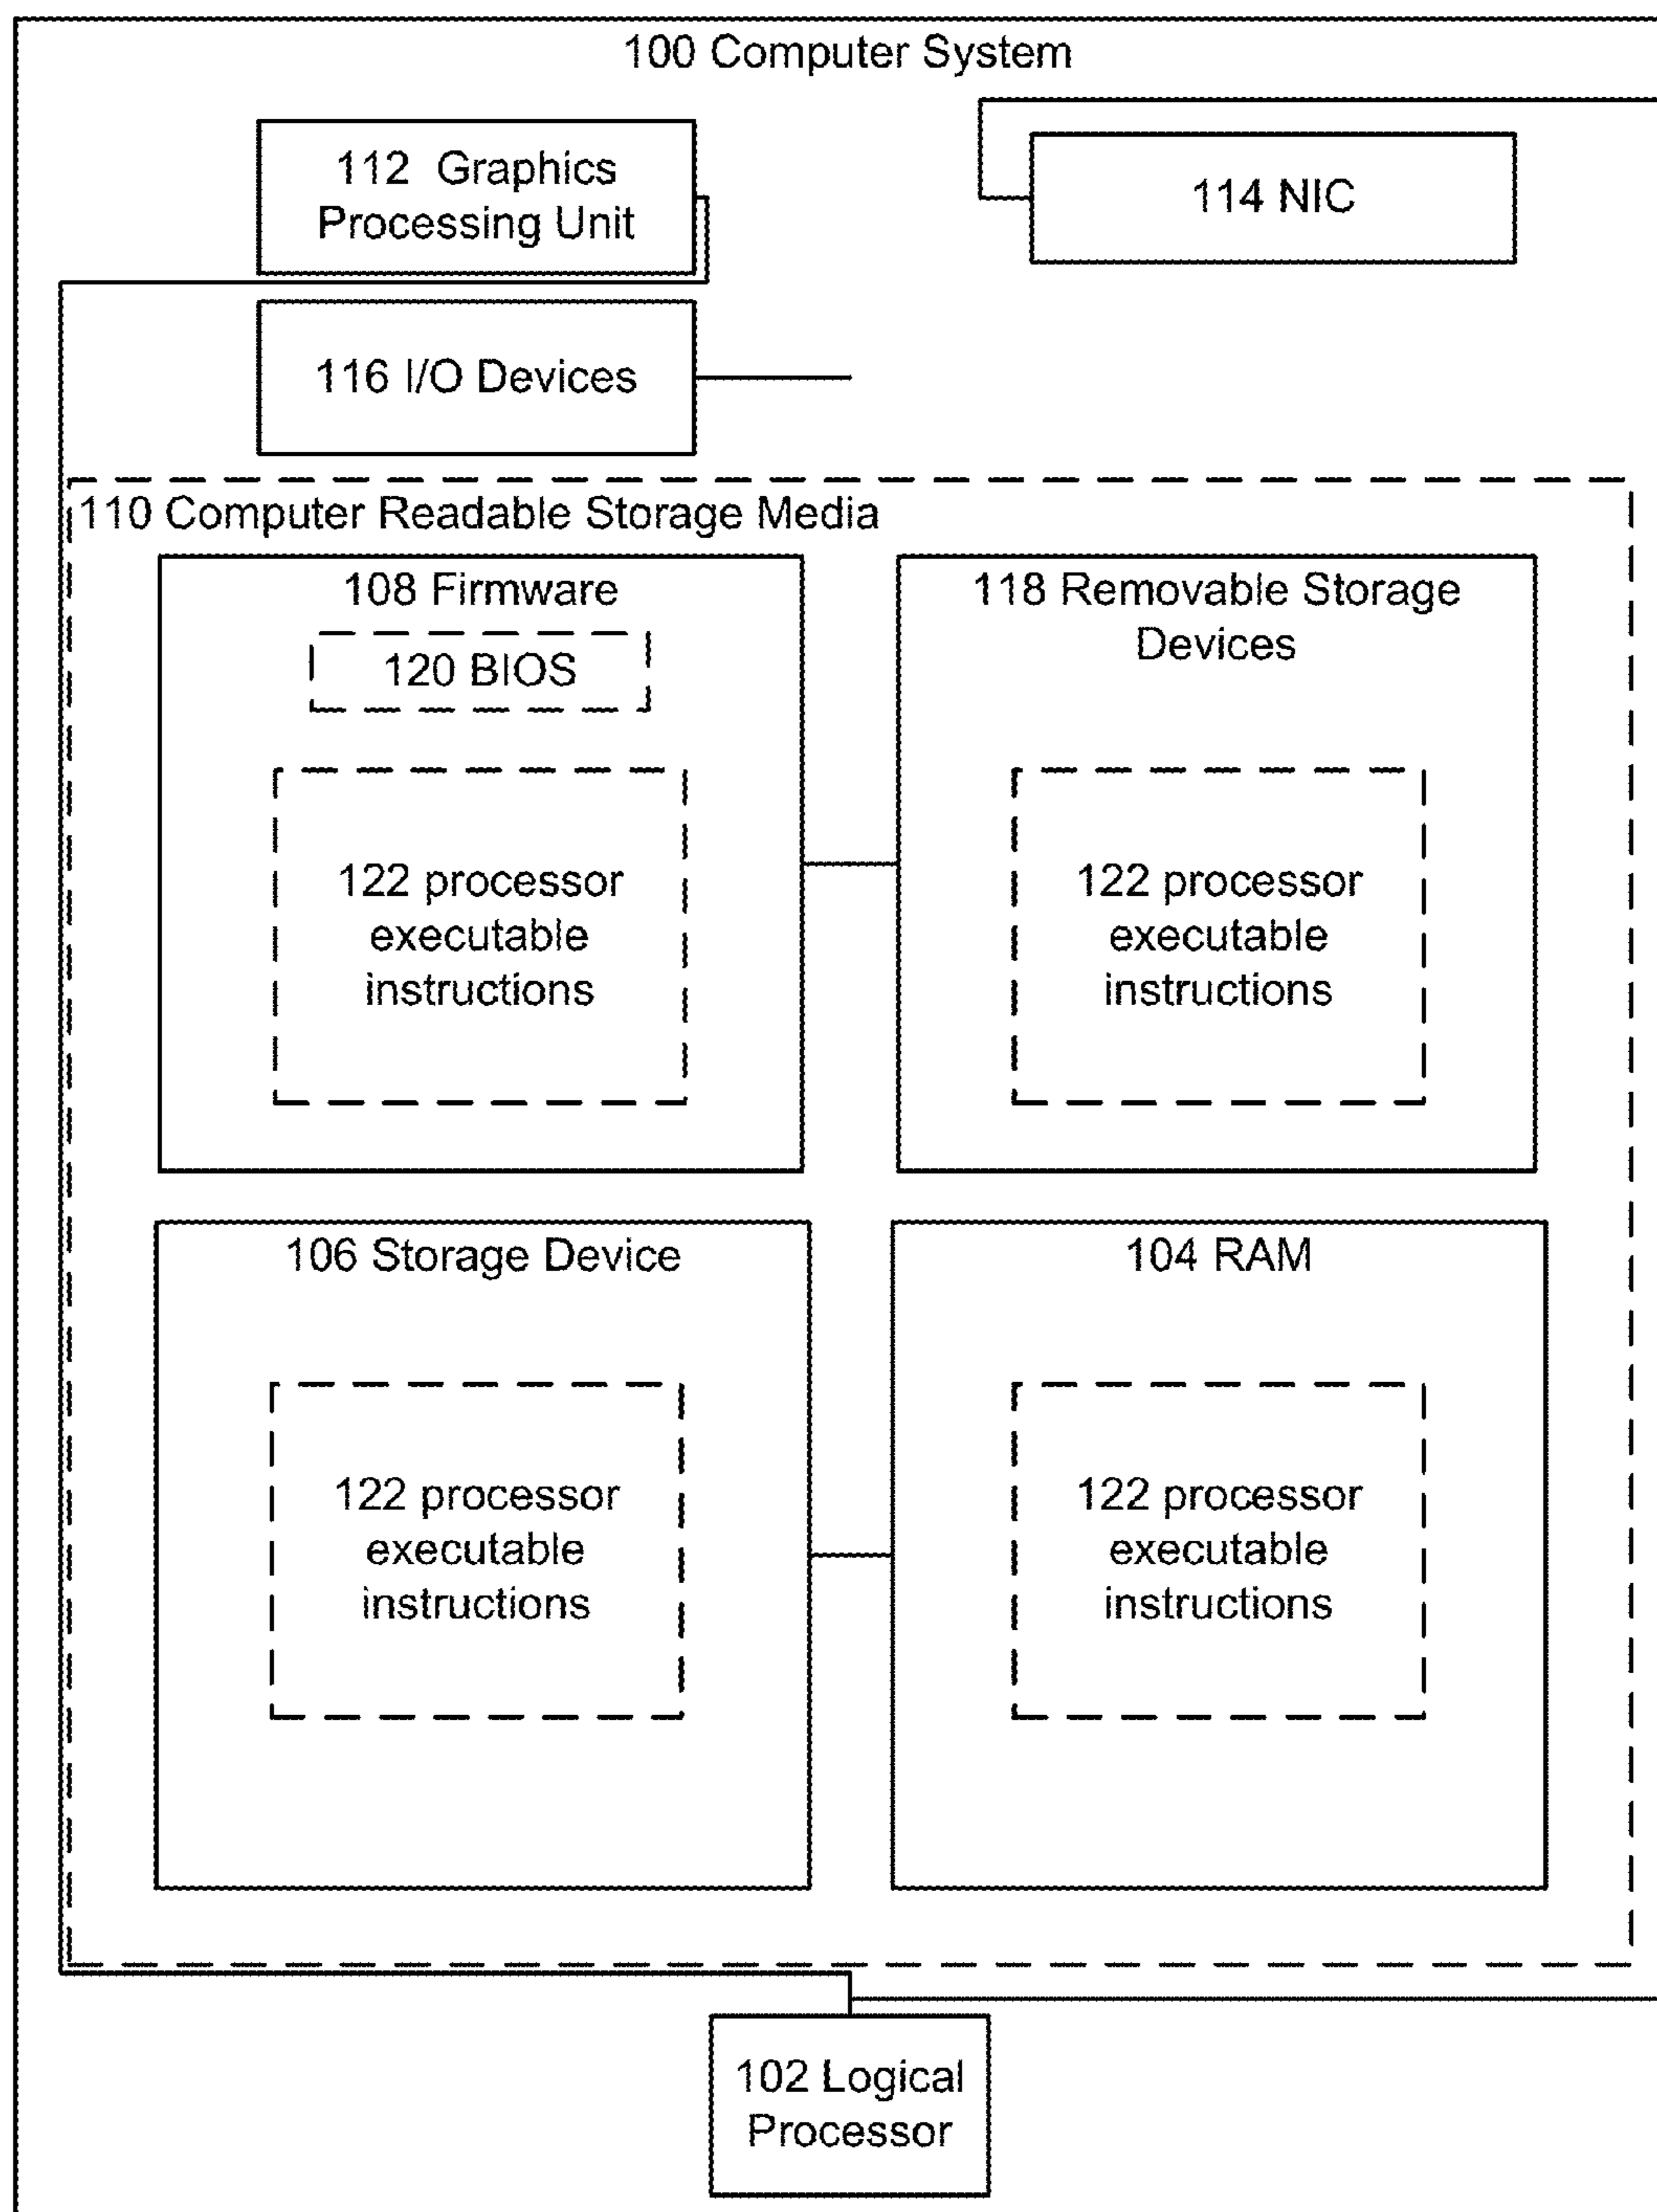 100 Computer System
112 Graphics
Processing Unit
114 NIC
116 I/O Devices
110 Computer Readable Storage Media
108 Firmware
120 BIOS
122 processor
executable
instructions
118 Removable Storage
Devices
122 processor
executable
instructions
106 Storage Device
122 processor
executable
instructions
104 RAM
122 processor
executable
instructions
102 Logical
Processor